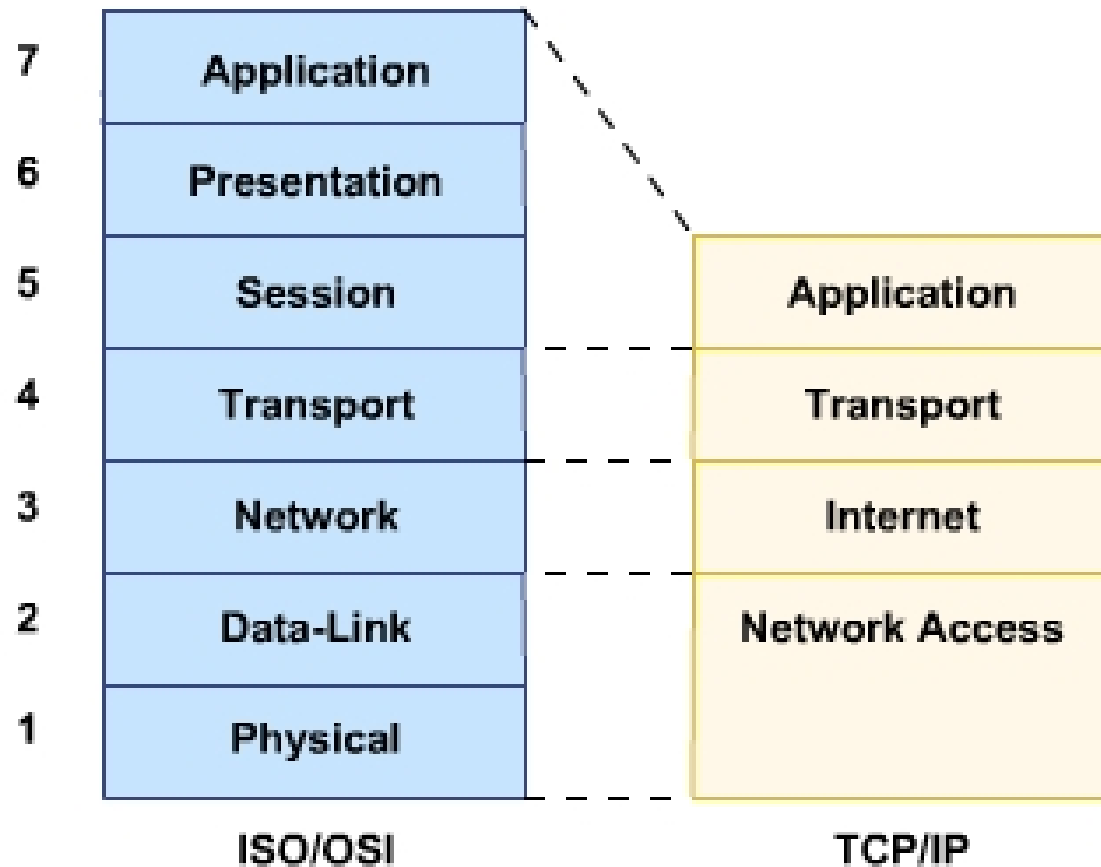 7 Application
6 Presentation
5 Session Application
4 Transport Transport
3 Network Internet
2 Data-Link Network Access
1 Physical
ISO/OSI TCP/IP